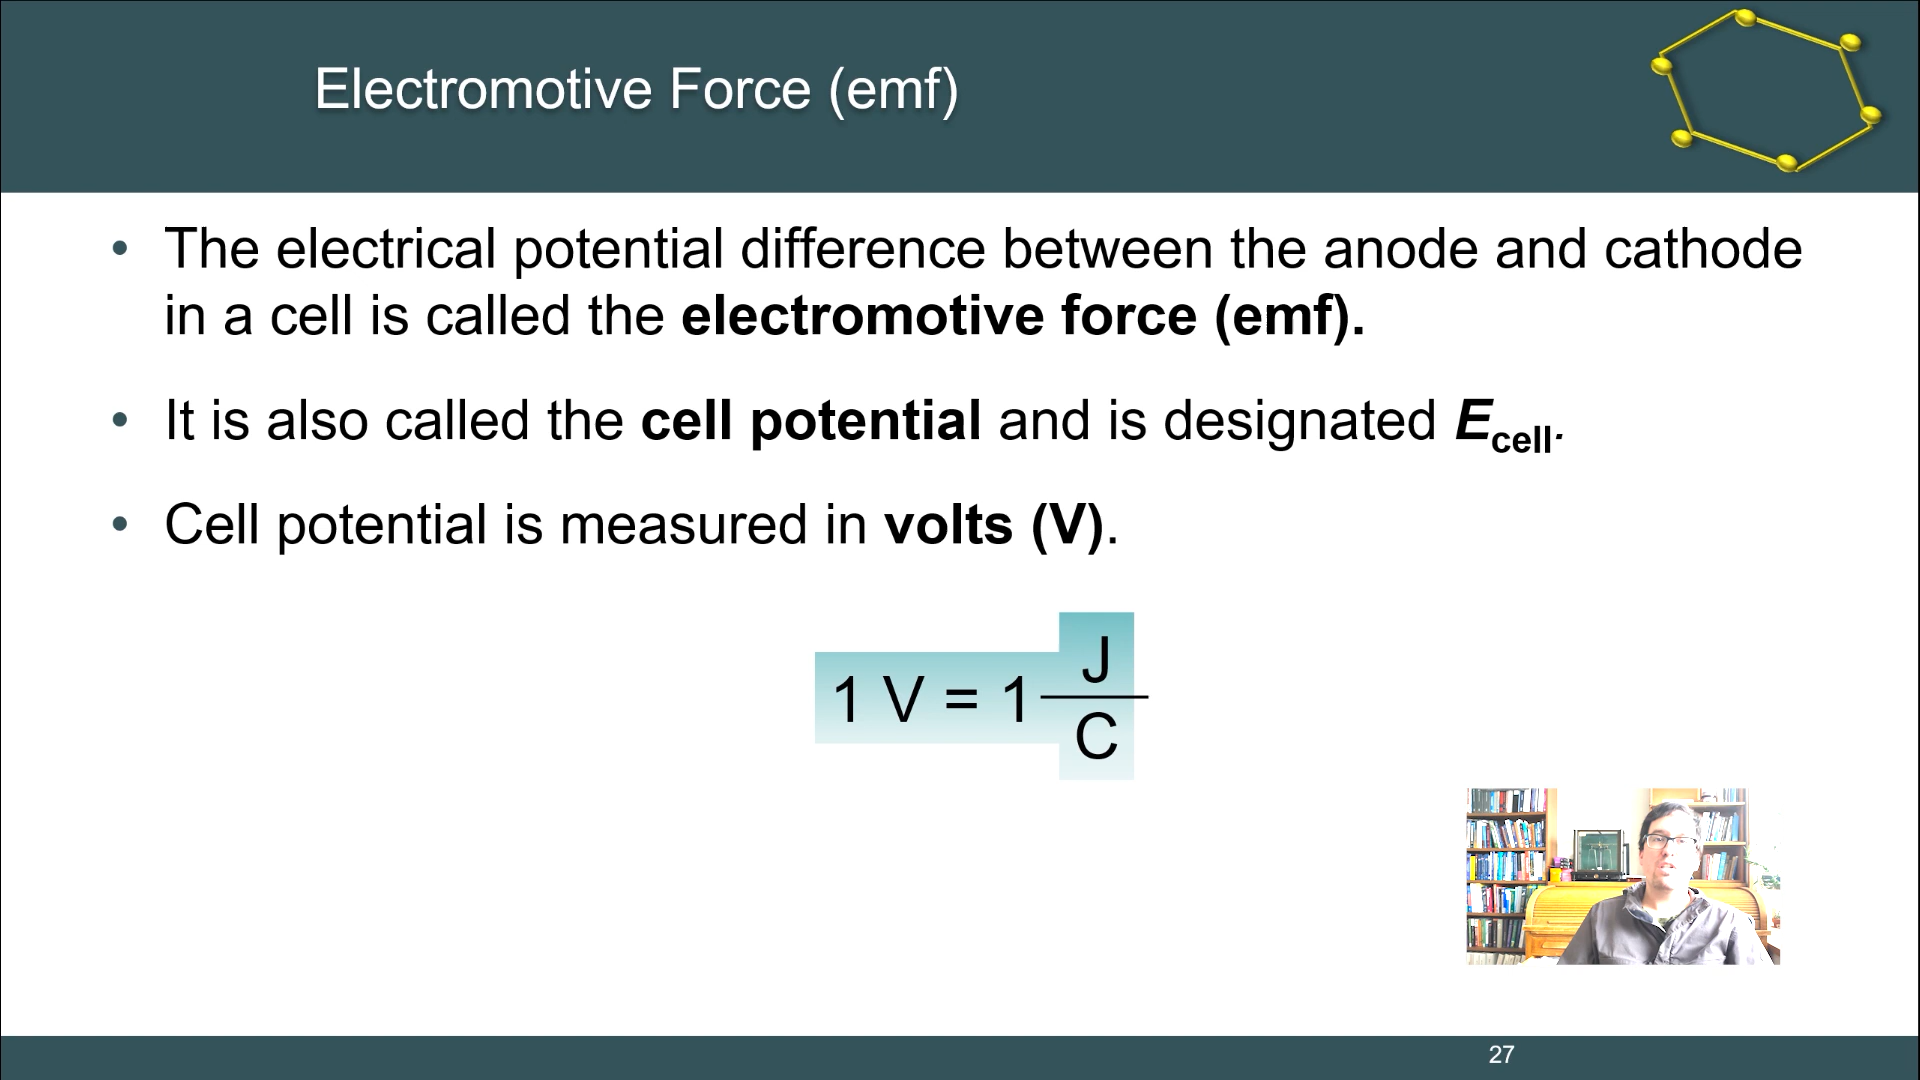 Electromotive Force (emf)
• The electrical potential difference between the anode and cathode
in a cell is called the electromotive force (emf).
• It is also called the cell potential and is designated Ecell.
• Cell potential is measured in volts (V).
1 V = 1 J
C
27